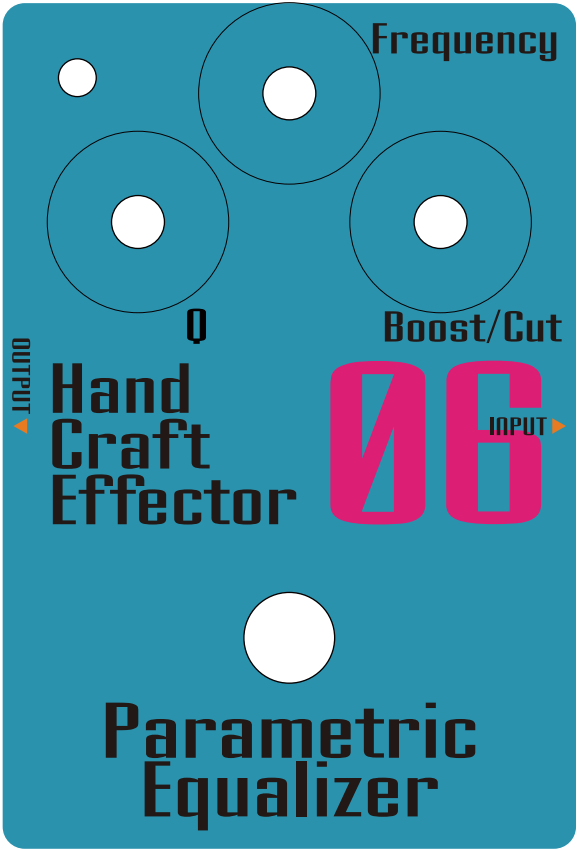 Frequency
Q
Boost/Cut
OUTPUT
Hand
Craft
Effector
06
INPUT
Parametric
Equalizer